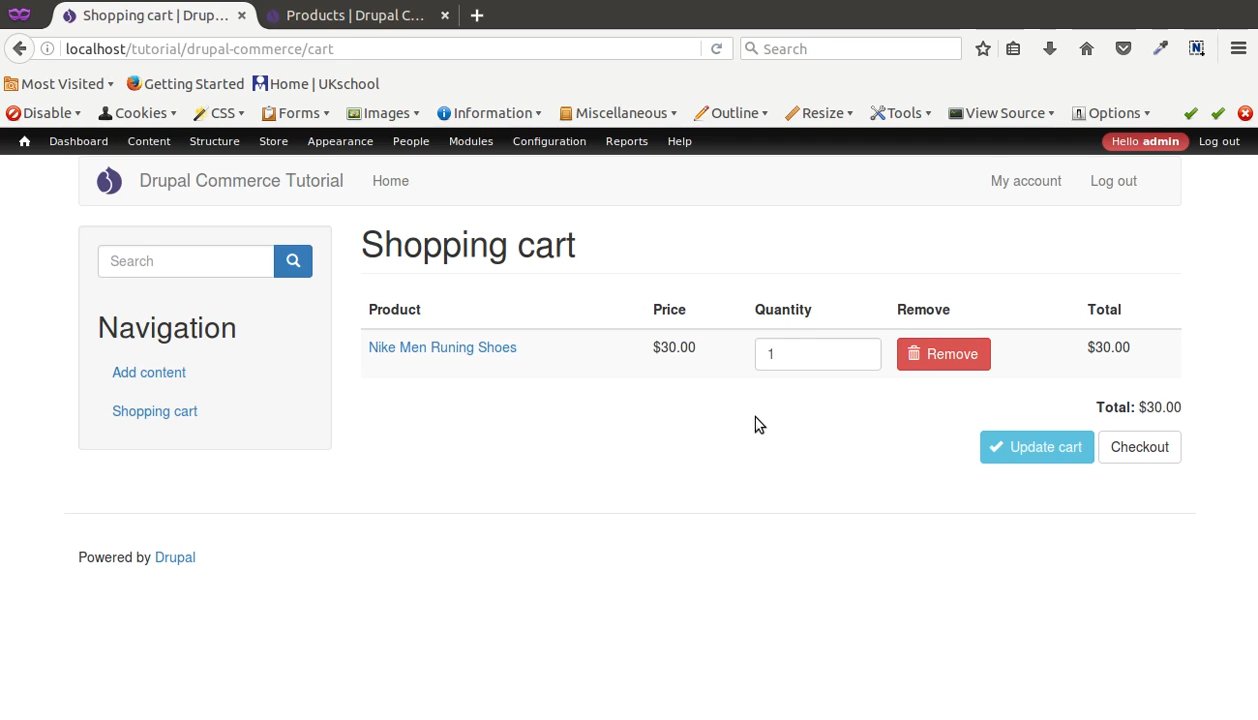 Shopping cart | Drup...
Products | Drupal C...
localhost/tutorial/drupal-commerce/cart
Search
Most Visited
Getting Started
Home | UKschool
Disable
Cookies
CSS
Forms
Images
Information
Miscellaneous
Outline
Resize
Tools
View Source
Options
Dashboard
Content
Structure
Store
Appearance
People
Modules
Configuration
Reports
Help
Hello admin
Log out
Drupal Commerce Tutorial
Home
My account
Log out
Search
Navigation
Add content
Shopping cart
Shopping cart
Product Price Quantity Remove Total
Nike Men Runing Shoes $30.00 1 Remove $30.00
Total: $30.00
Update cart
Checkout
Powered by Drupal